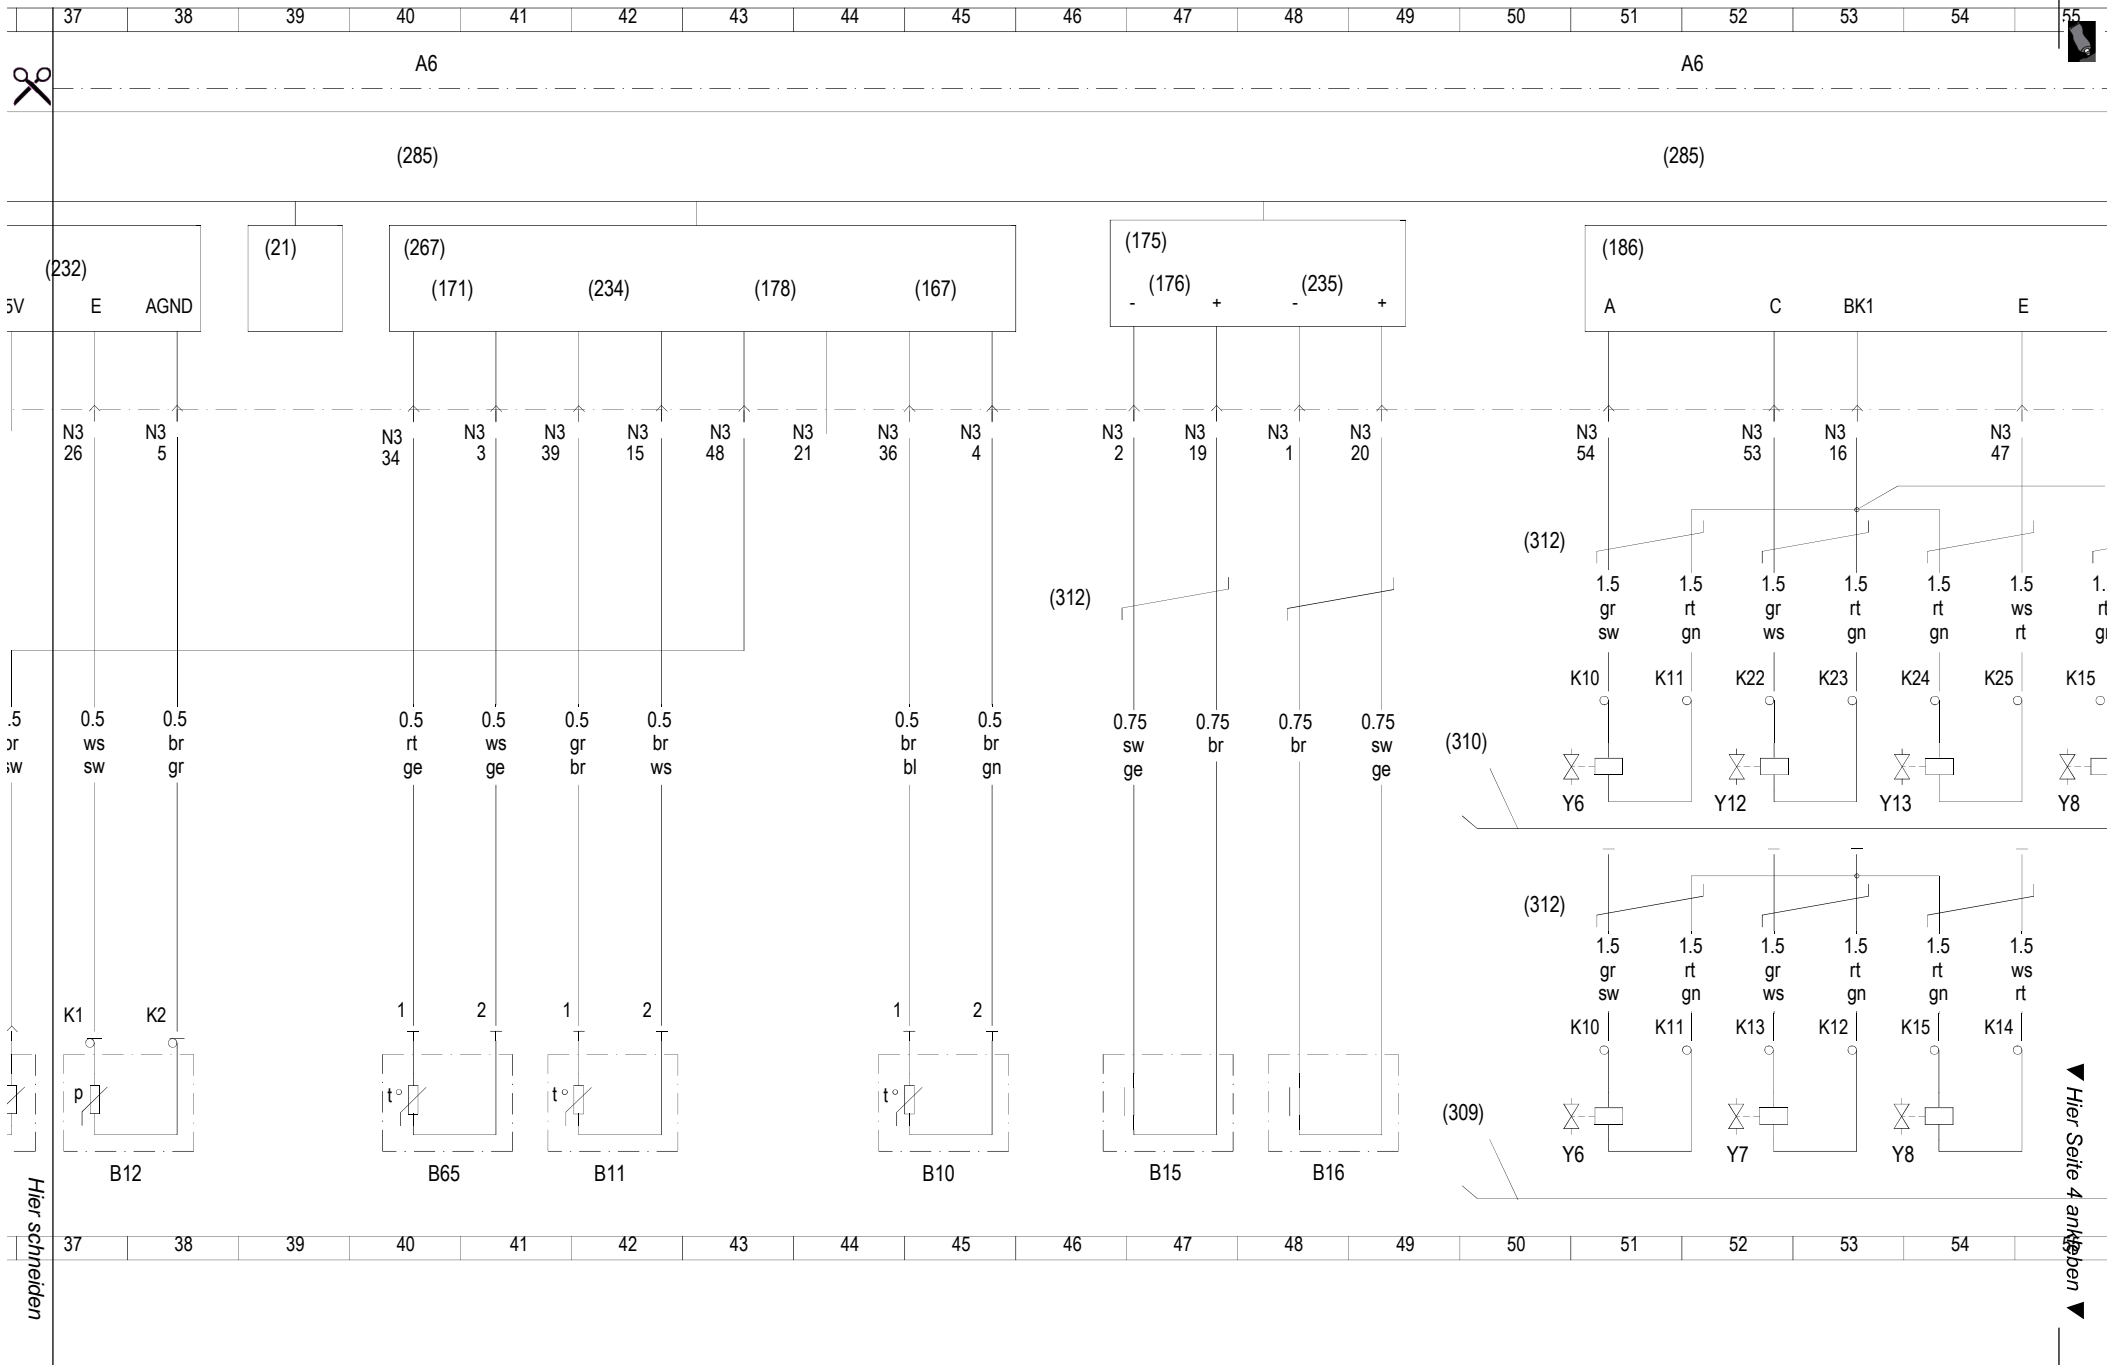 37 38 39 40 41 42 43 44 45 46 47 48 49 50 51 52 53 54 55
A6 A6
(285) (285)
(232) (21) (267) (175) (186)
(171) (234) (178) (167) (176) (235)
- + - +
5V E AGND A C BK1 E
N3 N3 N3 N3 N3 N3 N3 N3 N3 N3 N3 N3 N3 N3 N3 N3 N3 N3
26 5 34 3 39 15 48 21 36 4 2 19 1 20 54 53 16 47
(312)
1.5 1.5 1.5 1.5 1.5 1.5 1.
gr rt gr rt rt ws rt
sw gn ws gn gn rt gr
(312)
K10 K11 K22 K23 K24 K25 K15
.5 0.5 0.5 0.5 0.5 0.5 0.5 0.5 0.5 0.75 0.75 0.75 0.75
br ws br rt ws gr br br br sw br br sw
sw sw gr ge ge br ws bl gn ge ge
(310)
Y6 Y12 Y13 Y8
(312)
1.5 1.5 1.5 1.5 1.5 1.5
gr rt gr rt rt ws
sw gn ws gn gn rt
K1 K2 1 2 1 2 1 2
K10 K11 K13 K12 K15 K14
p t° t° t°
(309)
Y6 Y7 Y8
B12 B65 B11 B10 B15 B16
37 38 39 40 41 42 43 44 45 46 47 48 49 50 51 52 53 54 55
Hier schneiden
▼ Hier Seite 4 ankleben ▼